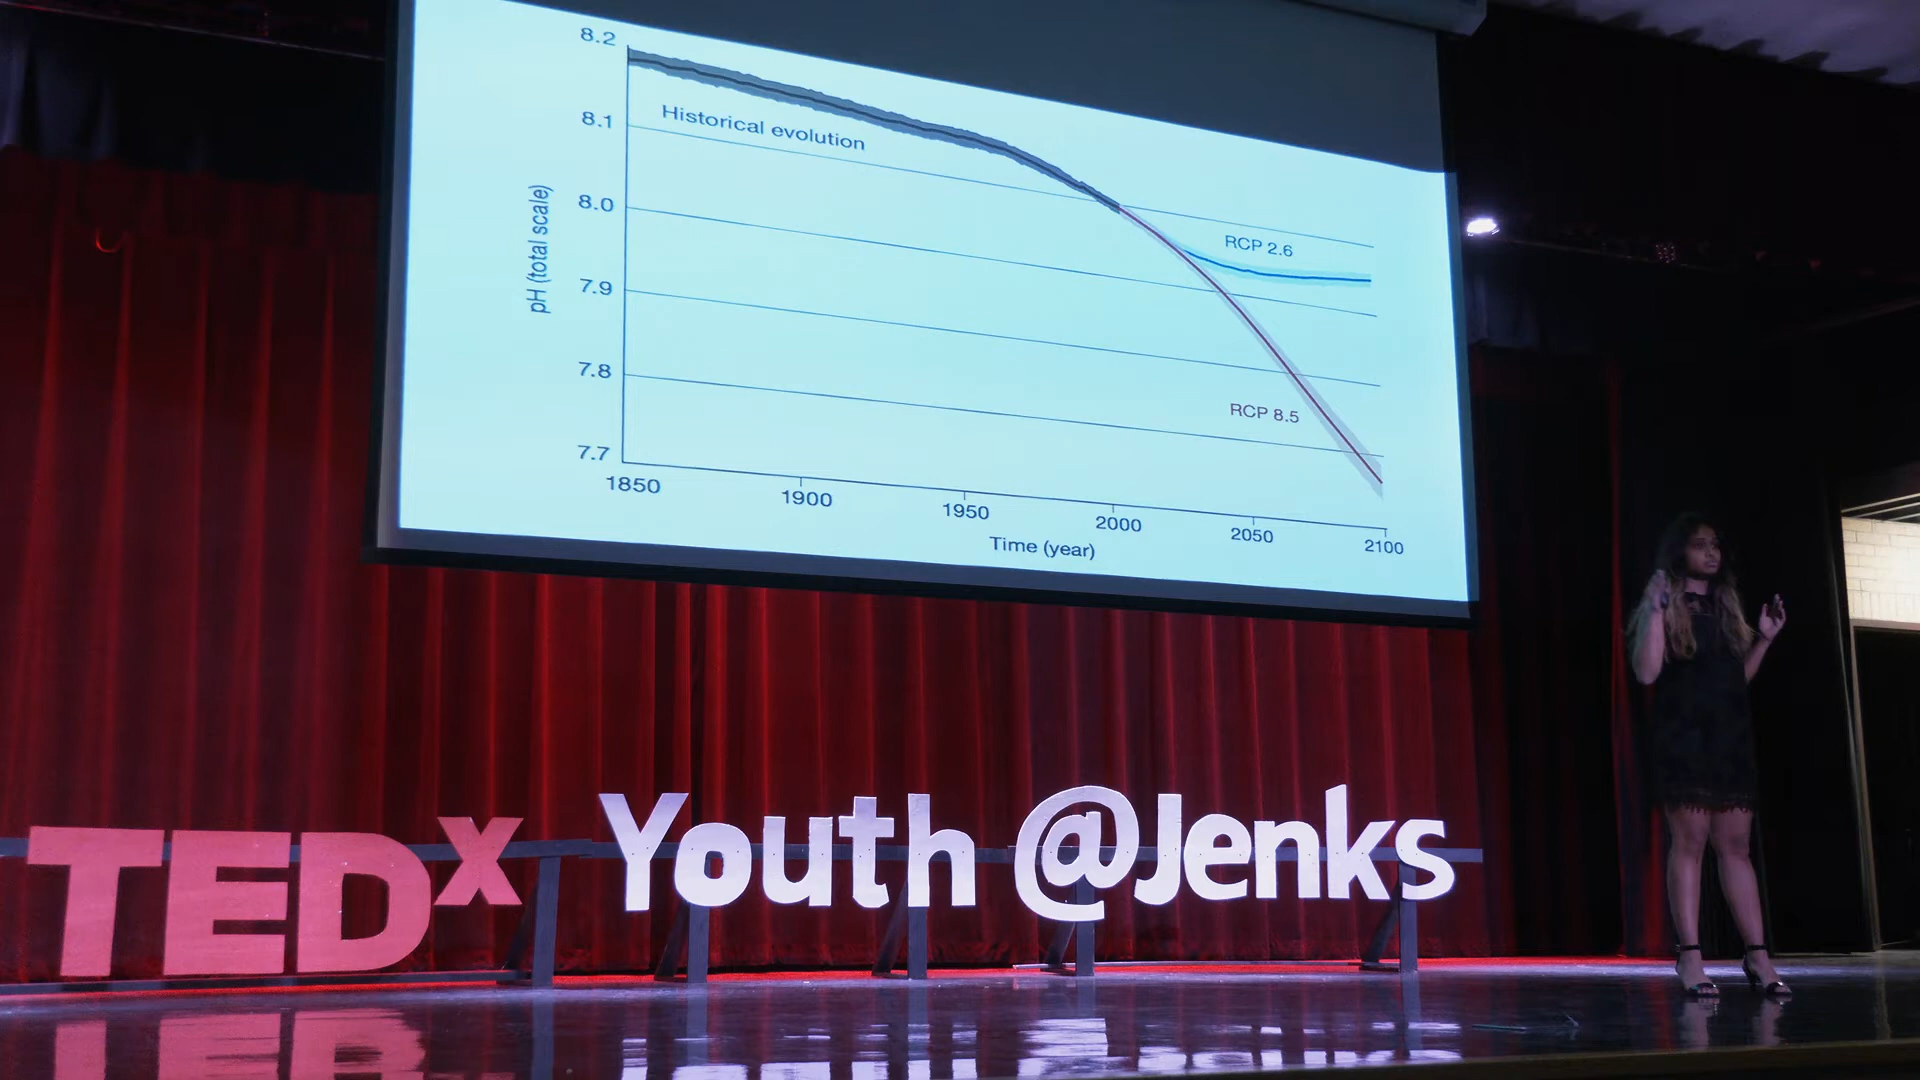 8.2
8.1
8.0
7.9
7.8
7.7
pH (total scale)
Historical evolution
RCP 2.6
RCP 8.5
1850 1900 1950 2000 2050 2100
Time (year)
TEDx Youth @Jenks